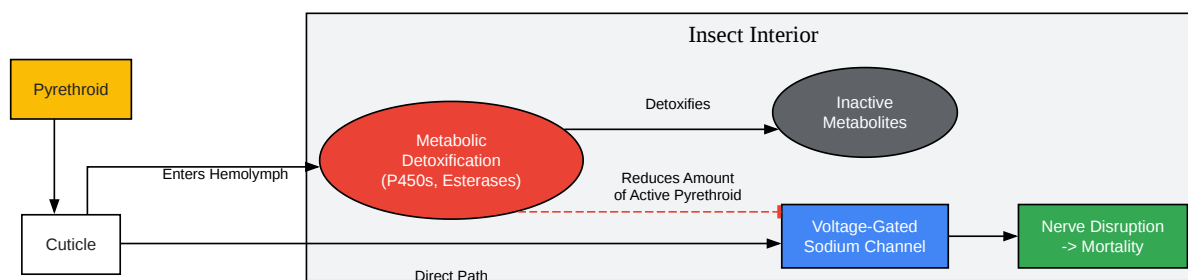 Insect Interior
Pyrethroid
Detoxifies
Inactive
Metabolites
Metabolic
Detoxification
(P450s, Esterases)
Enters Hemolymph
Reduces Amount
of Active Pyrethroid
Cuticle
Voltage-Gated
Sodium Channel
Nerve Disruption
-> Mortality
Direct Path